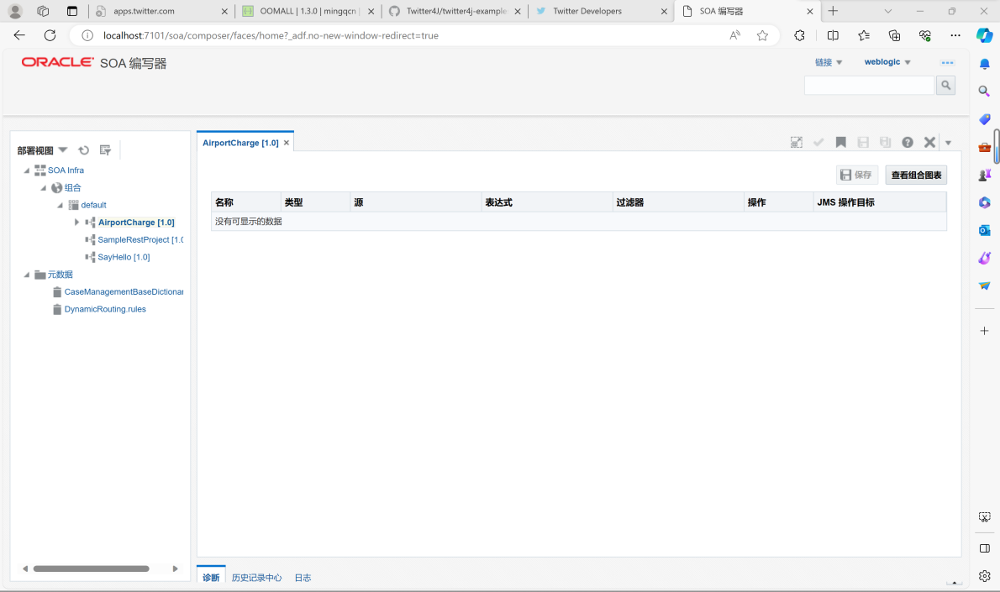 apps.twitter.com
OOMALL | 1.3.0 | mingqcn |
Twitter4J/twitter4j-example
Twitter Developers
SOA 编写器
localhost:7101/soa/composer/faces/home?_adf.no-new-window-redirect=true
ORACLE SOA 编写器
链接
weblogic
部署视图
AirportCharge [1.0]
SOA Infra
组合
default
AirportCharge [1.0]
SampleRestProject [1.0
SayHello [1.0]
元数据
CaseManagementBaseDictionar
DynamicRouting.rules
保存
查看组合图表
名称 类型 源 表达式 过滤器 操作 JMS 操作目标
没有可显示的数据
诊断 历史记录中心 日志